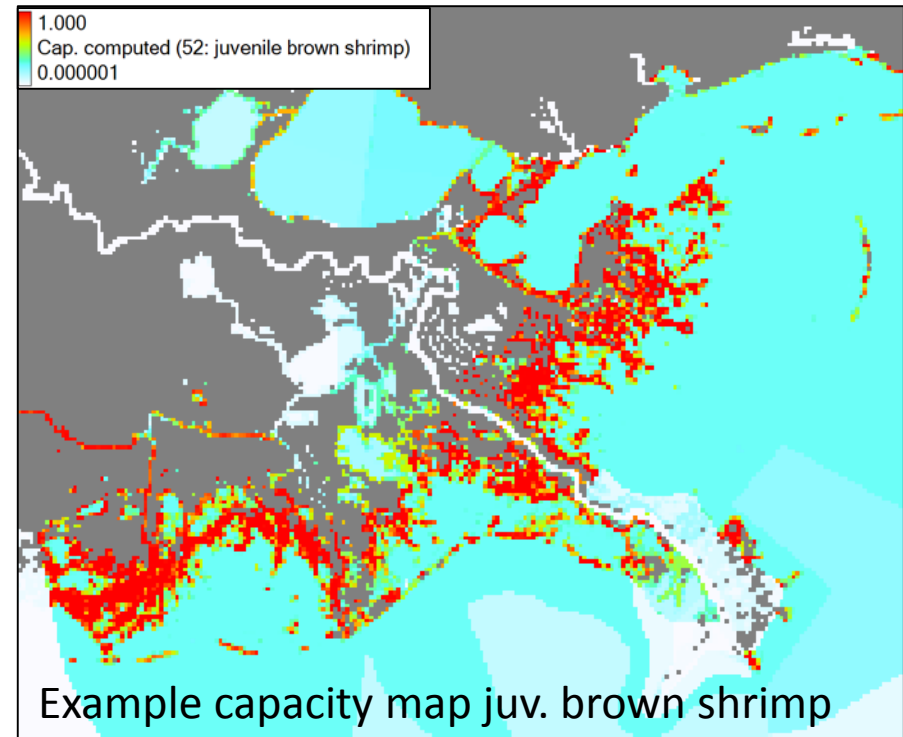 1.000
Cap. computed (52: juvenile brown shrimp)
0.000001
Example capacity map juv. brown shrimp